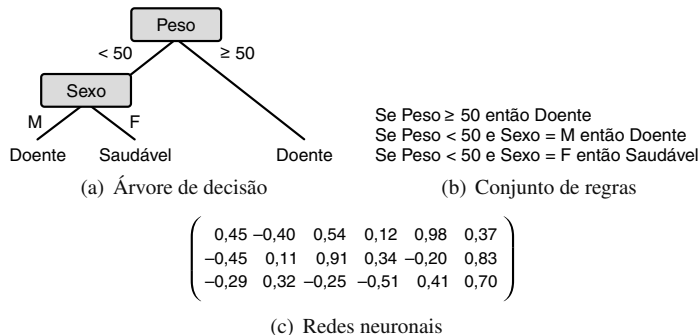 Peso
< 50 ≥ 50
Sexo
M F
Doente Saudável Doente
(a) Árvore de decisão
Se Peso ≥ 50 então Doente
Se Peso < 50 e Sexo = M então Doente
Se Peso < 50 e Sexo = F então Saudável
(b) Conjunto de regras
0,45 –0,40 0,54 0,12 0,98 0,37
–0,45 0,11 0,91 0,34 –0,20 0,83
–0,29 0,32 –0,25 –0,51 0,41 0,70
(c) Redes neuronais